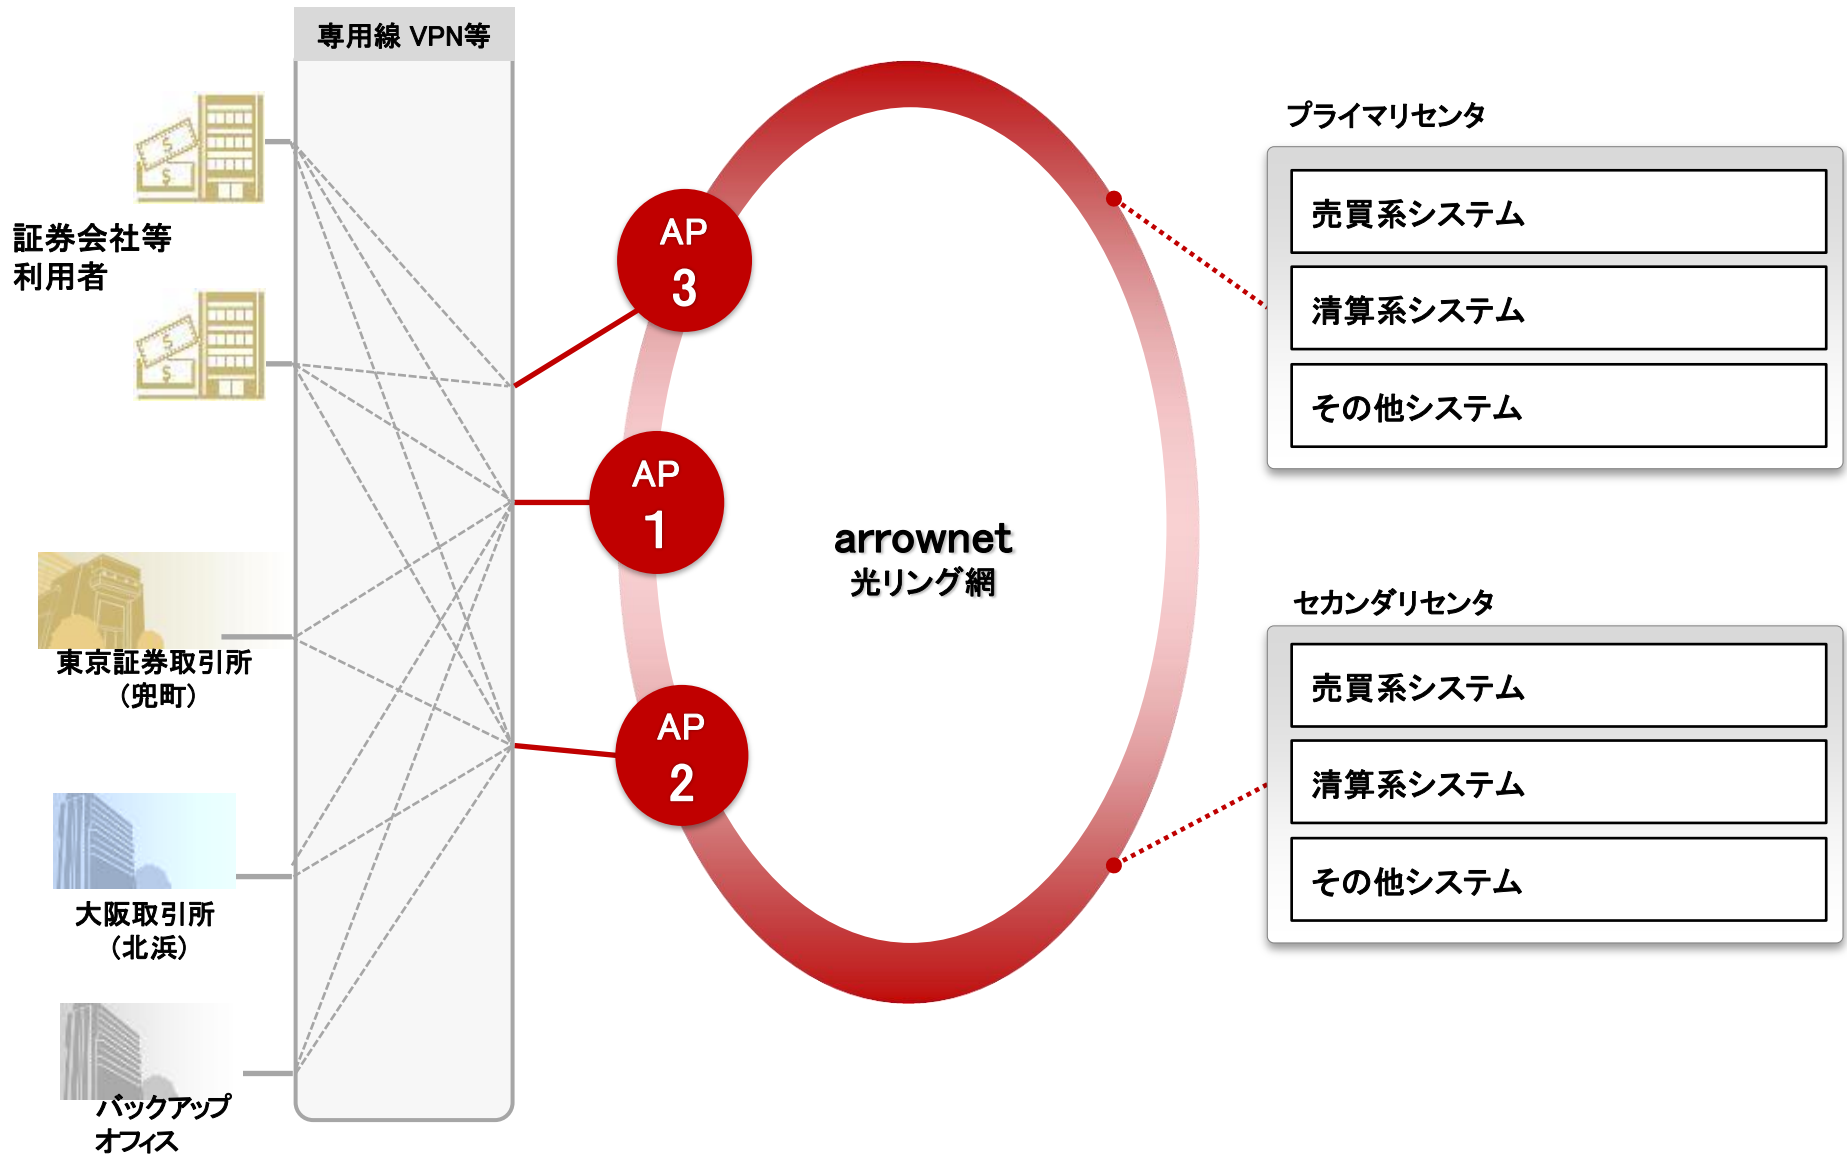 専用線 VPN等
証券会社等
利用者
東京証券取引所
(兜町)
大阪取引所
(北浜)
バックアップ
オフィス
AP
3
AP
1
AP
2
arrownet
光リング網
プライマリセンタ
売買系システム
清算系システム
その他システム
セカンダリセンタ
売買系システム
清算系システム
その他システム